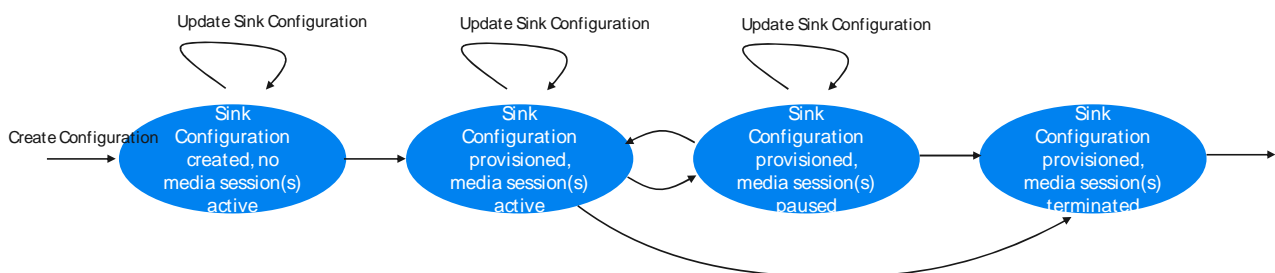 Update Sink Configuration
Update Sink Configuration
Update Sink Configuration
Create Configuration
Sink
Configuration
created, no
media session(s)
active
Sink
Configuration
provisioned,
media session(s)
active
Sink
Configuration
provisioned,
media session(s)
paused
Sink
Configuration
provisioned,
media session(s)
terminated